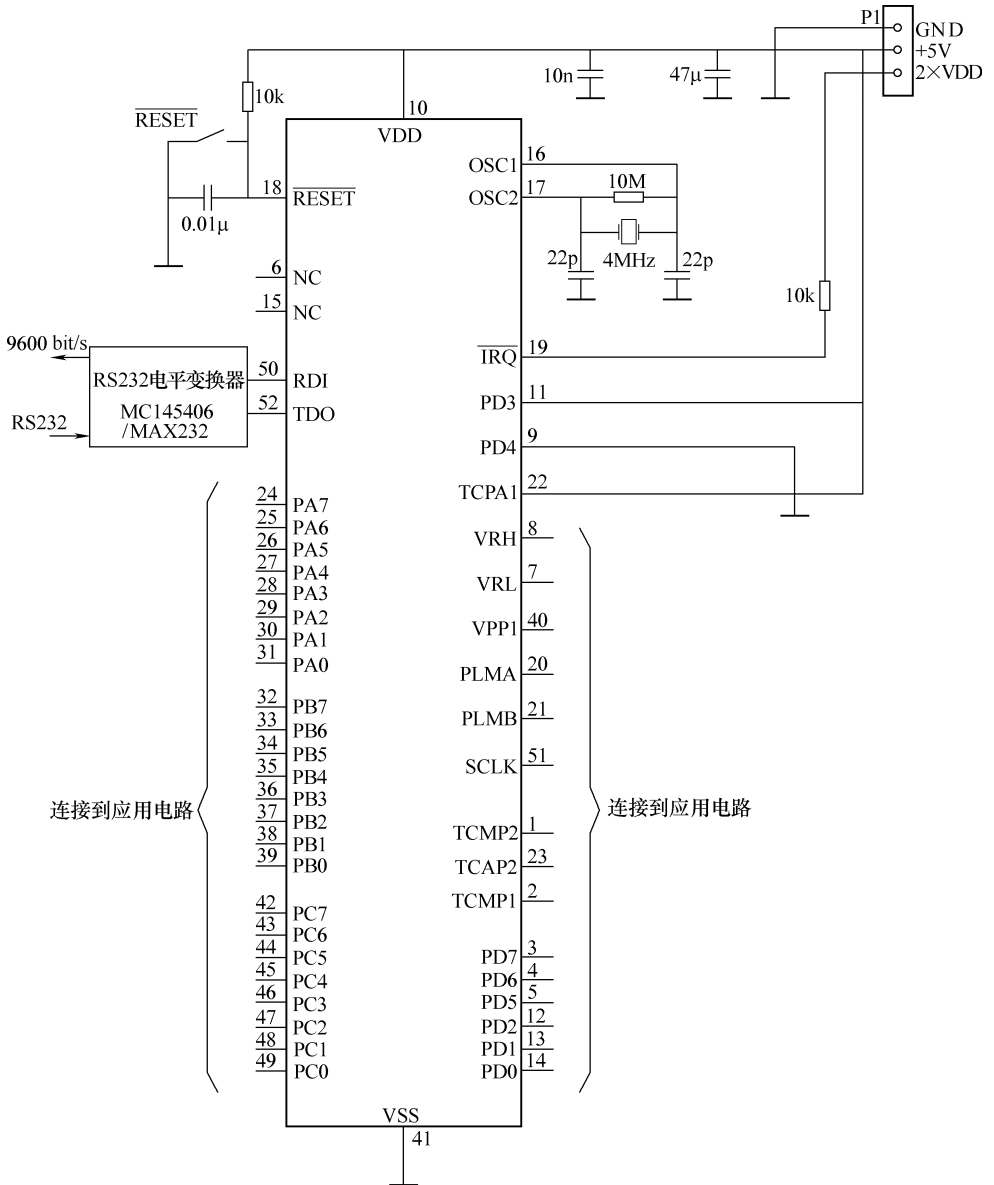 P1
GND
+5V
2×VDD
10k
10n
47μ
RESET
10
VDD
0.01μ
18
RESET
6
NC
15
NC
9600 bit/s
RS232
RS232电平变换器
MC145406
/MAX232
50
RDI
52
TDO
OSC1
16
OSC2
17
10M
22p
4MHz
22p
10k
IRQ
19
PD3
11
PD4
9
TCPA1
22
24
PA7
25
PA6
26
PA5
27
PA4
28
PA3
29
PA2
30
PA1
31
PA0
32
PB7
33
PB6
34
PB5
35
PB4
36
PB3
37
PB2
38
PB1
39
PB0
42
PC7
43
PC6
44
PC5
45
PC4
46
PC3
47
PC2
48
PC1
49
PC0
连接到应用电路
VRH
8
VRL
7
VPP1
40
PLMA
20
PLMB
21
SCLK
51
TCMP2
1
TCAP2
23
TCMP1
2
PD7
3
PD6
4
PD5
5
PD2
12
PD1
13
PD0
14
连接到应用电路
VSS
41